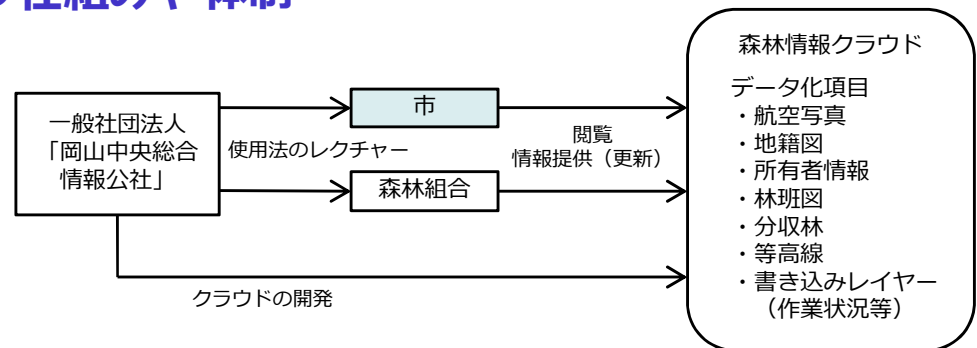 仕組みや体制
一般社団法人
「岡山中央総合
情報公社」
使用法のレクチャー
市
森林組合
閲覧
情報提供（更新）
クラウドの開発
森林情報クラウド
データ化項目
・航空写真
・地籍図
・所有者情報
・林班図
・分収林
・等高線
・書き込みレイヤー
（作業状況等）